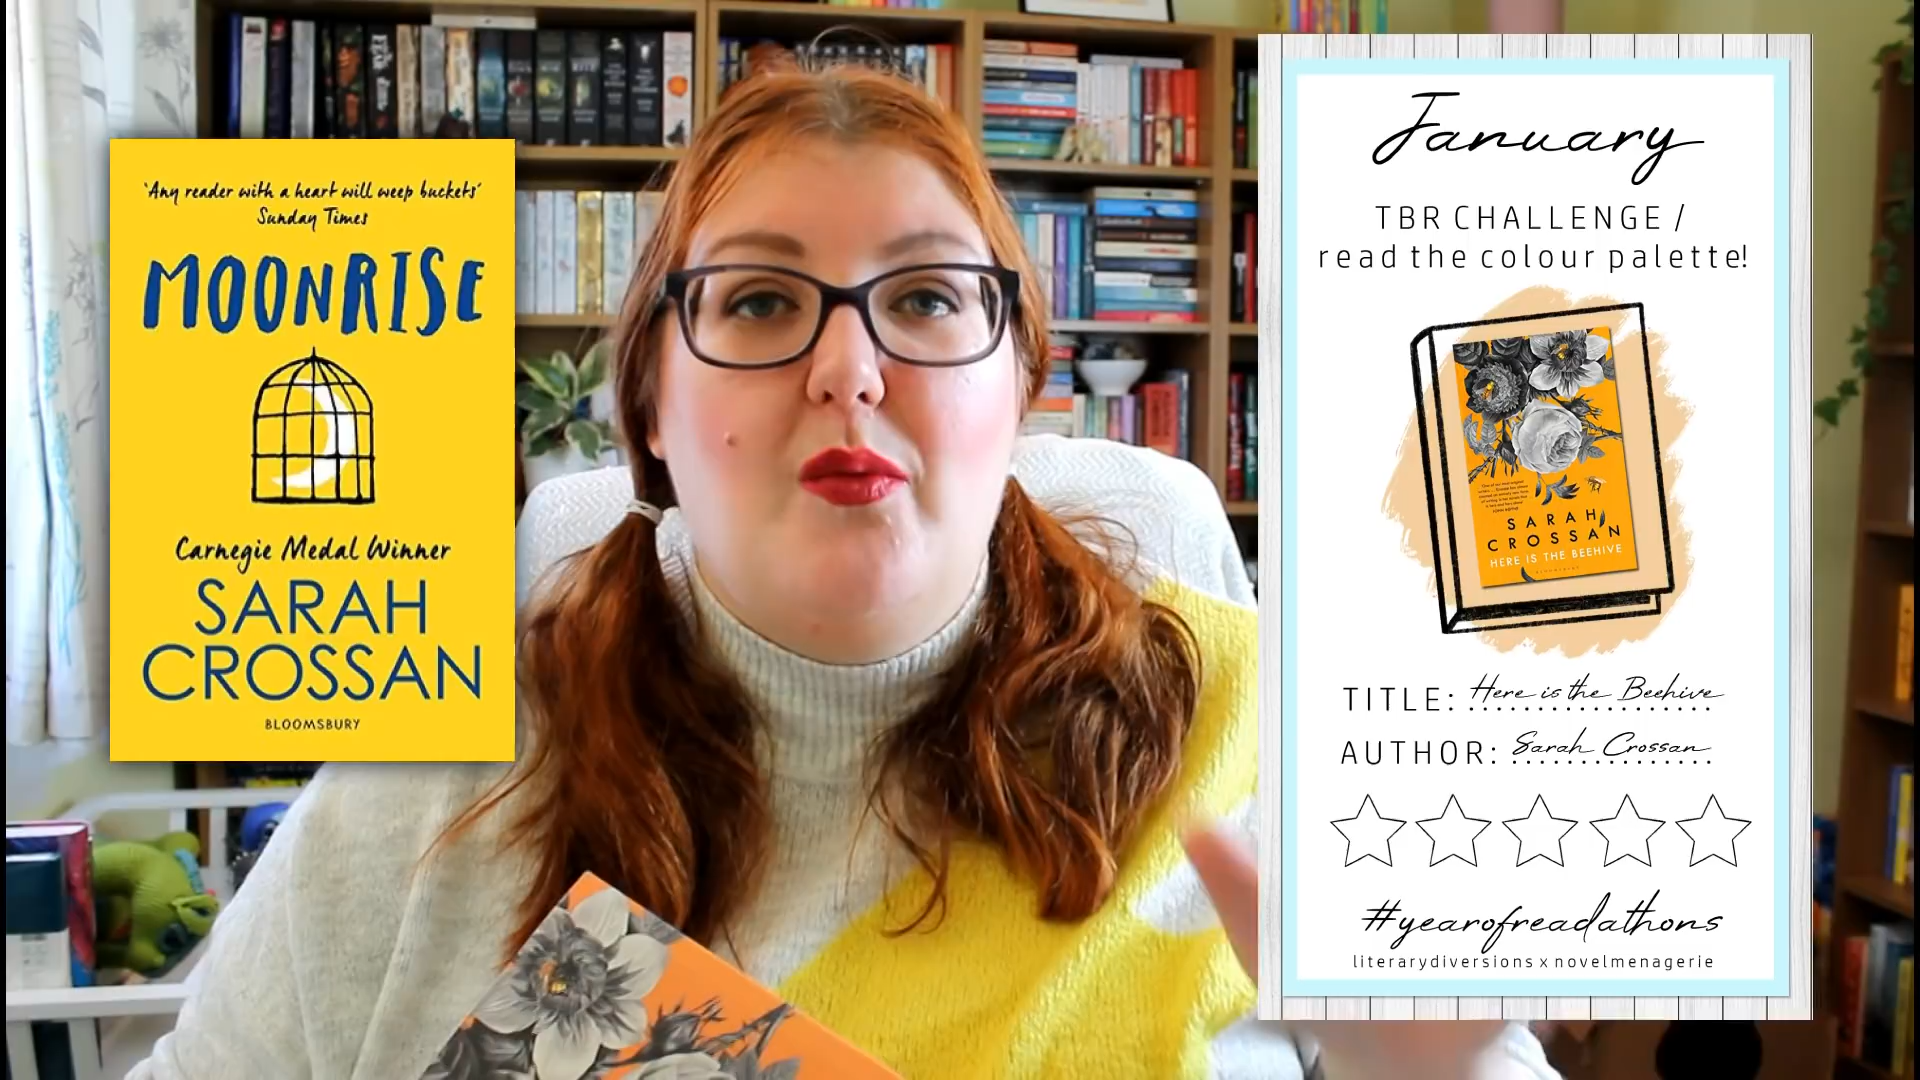 'Any reader with a heart will weep buckets'
Sunday Times
MOONRISE
Carnegie Medal Winner
SARAH
CROSSAN
BLOOMSBURY
January
TBR CHALLENGE /
read the colour palette!
SARAH
CROSSAN
HERE IS THE BEEHIVE
TITLE: Here is the Beehive
AUTHOR: Sarah Crossan
#yearofreadathons
literarydiversions x novelmenagerie